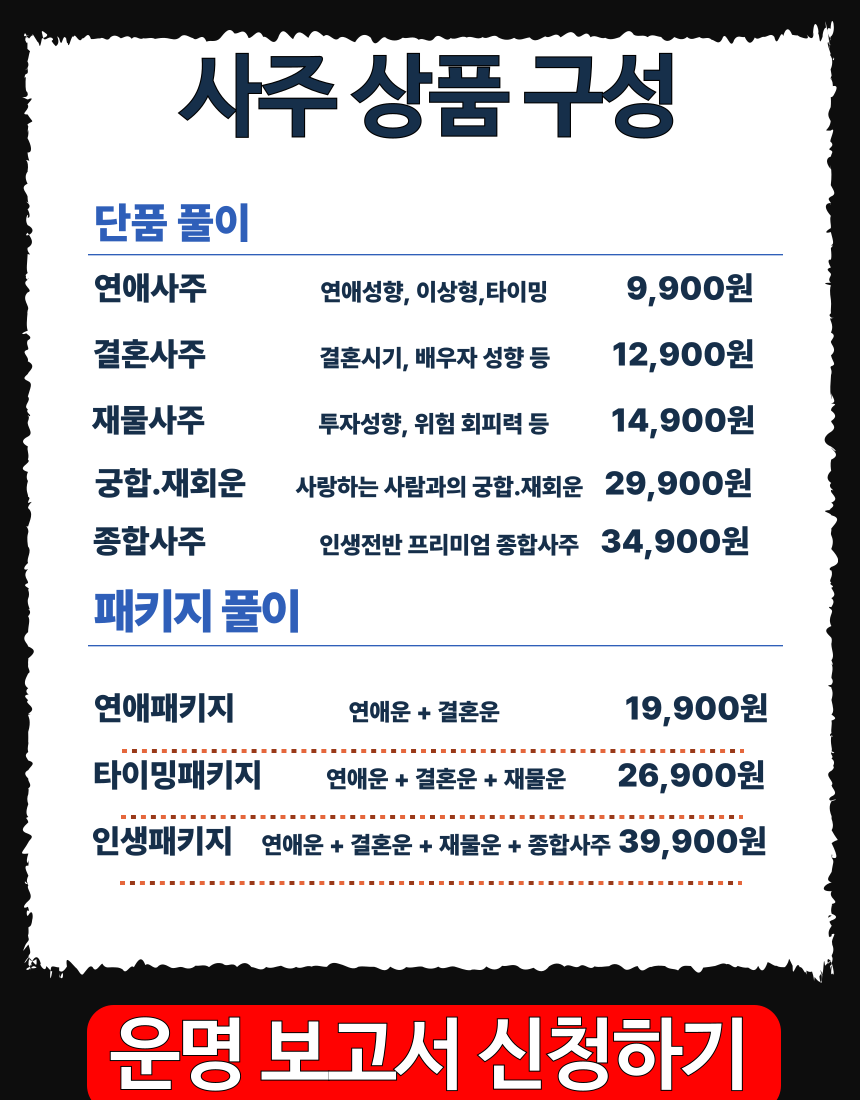 사주 상품 구성
단품 풀이
연애사주 연애성향, 이상형,타이밍 9,900원
결혼사주 결혼시기, 배우자 성향 등 12,900원
재물사주 투자성향, 위험 회피력 등 14,900원
궁합.재회운 사랑하는 사람과의 궁합.재회운 29,900원
종합사주 인생전반 프리미엄 종합사주 34,900원
패키지 풀이
연애패키지 연애운 + 결혼운 19,900원
타이밍패키지 연애운 + 결혼운 + 재물운 26,900원
인생패키지 연애운 + 결혼운 + 재물운 + 종합사주 39,900원
운명 보고서 신청하기